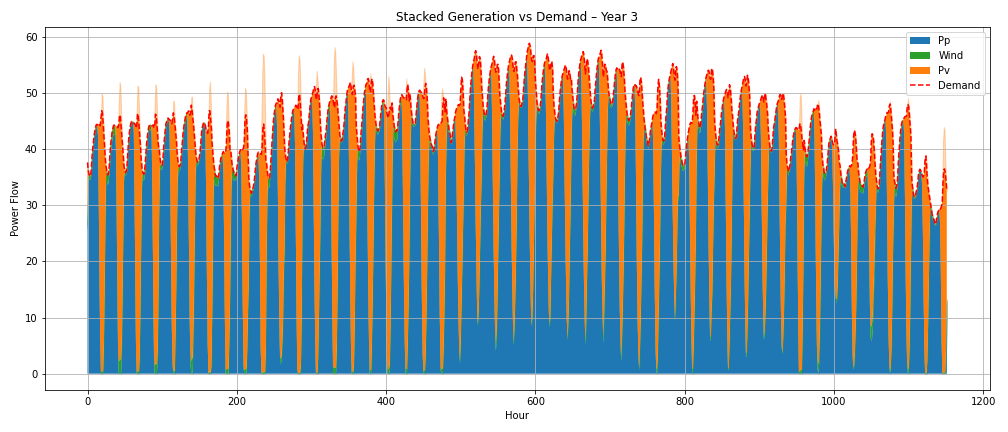 Stacked Generation vs Demand – Year 3
Power Flow
60
50
40
30
20
10
0
Pp
Wind
Pv
Demand
0
200
400
600
800
1000
1200
Hour